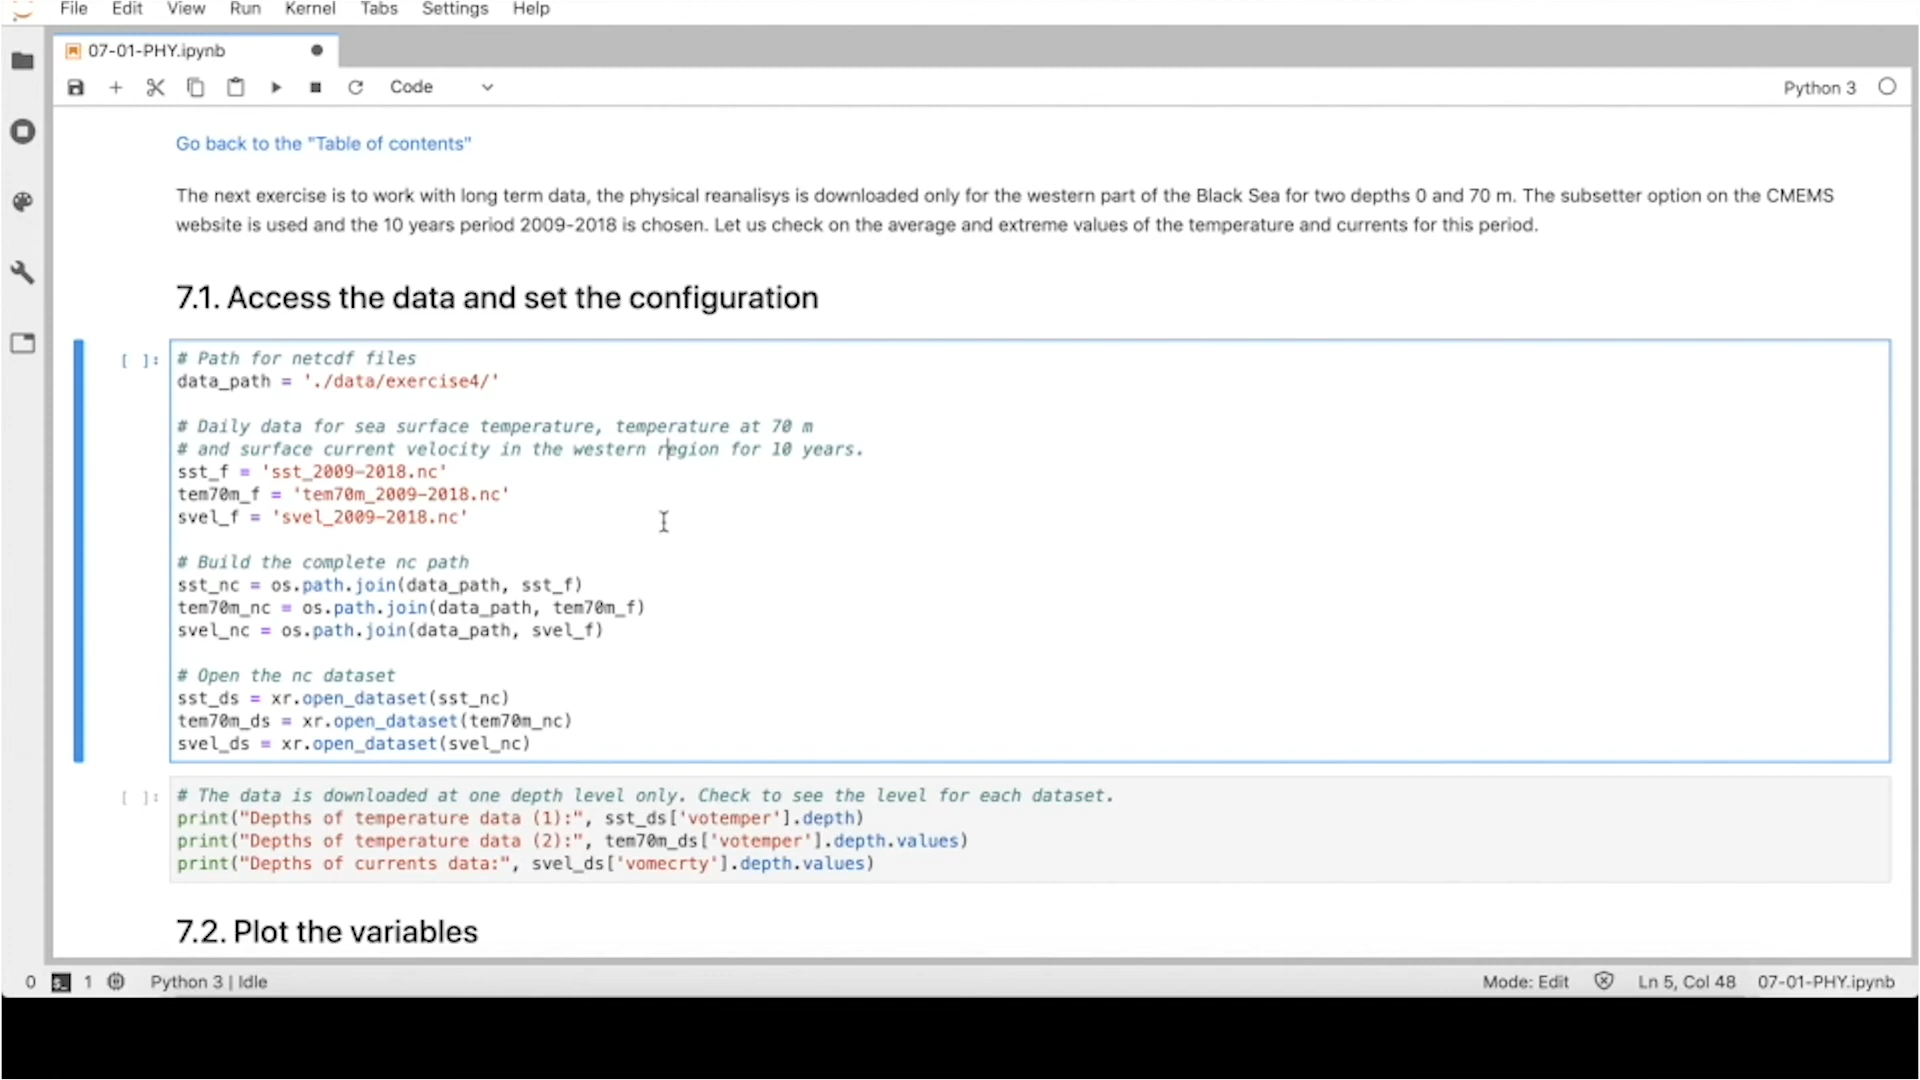 File Edit View Run Kernel Tabs Settings Help
07-01-PHY.ipynb
Code
Python 3
Go back to the "Table of contents"
The next exercise is to work with long term data, the physical reanalisys is downloaded only for the western part of the Black Sea for two depths 0 and 70 m. The subsetter option on the CMEMS
website is used and the 10 years period 2009-2018 is chosen. Let us check on the average and extreme values of the temperature and currents for this period.
7.1. Access the data and set the configuration
[ ]: # Path for netcdf files
data_path = './data/exercise4/'
# Daily data for sea surface temperature, temperature at 70 m
# and surface current velocity in the western region for 10 years.
sst_f = 'sst_2009-2018.nc'
tem70m_f = 'tem70m_2009-2018.nc'
svel_f = 'svel_2009-2018.nc'
# Build the complete nc path
sst_nc = os.path.join(data_path, sst_f)
tem70m_nc = os.path.join(data_path, tem70m_f)
svel_nc = os.path.join(data_path, svel_f)
# Open the nc dataset
sst_ds = xr.open_dataset(sst_nc)
tem70m_ds = xr.open_dataset(tem70m_nc)
svel_ds = xr.open_dataset(svel_nc)
[ ]: # The data is downloaded at one depth level only. Check to see the level for each dataset.
print("Depths of temperature data (1):", sst_ds['votemper'].depth)
print("Depths of temperature data (2):", tem70m_ds['votemper'].depth.values)
print("Depths of currents data:", svel_ds['vomecrty'].depth.values)
7.2. Plot the variables
0 1 Python 3 | Idle Mode: Edit Ln 5, Col 48 07-01-PHY.ipynb